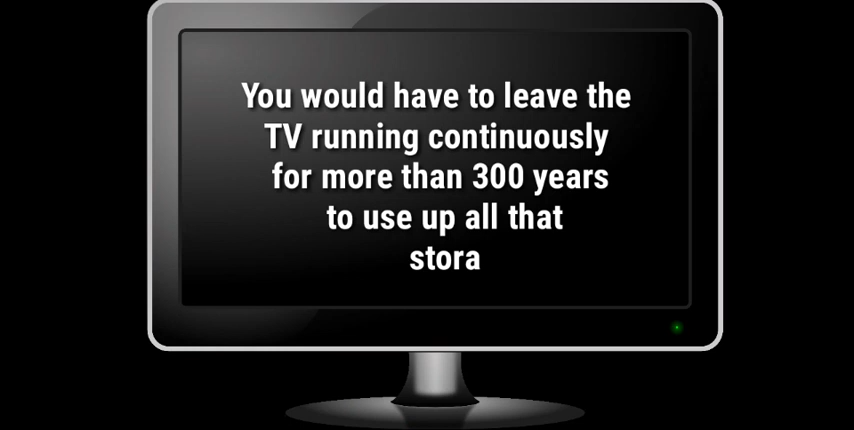 You would have to leave the
TV running continuously
for more than 300 years
to use up all that
stora